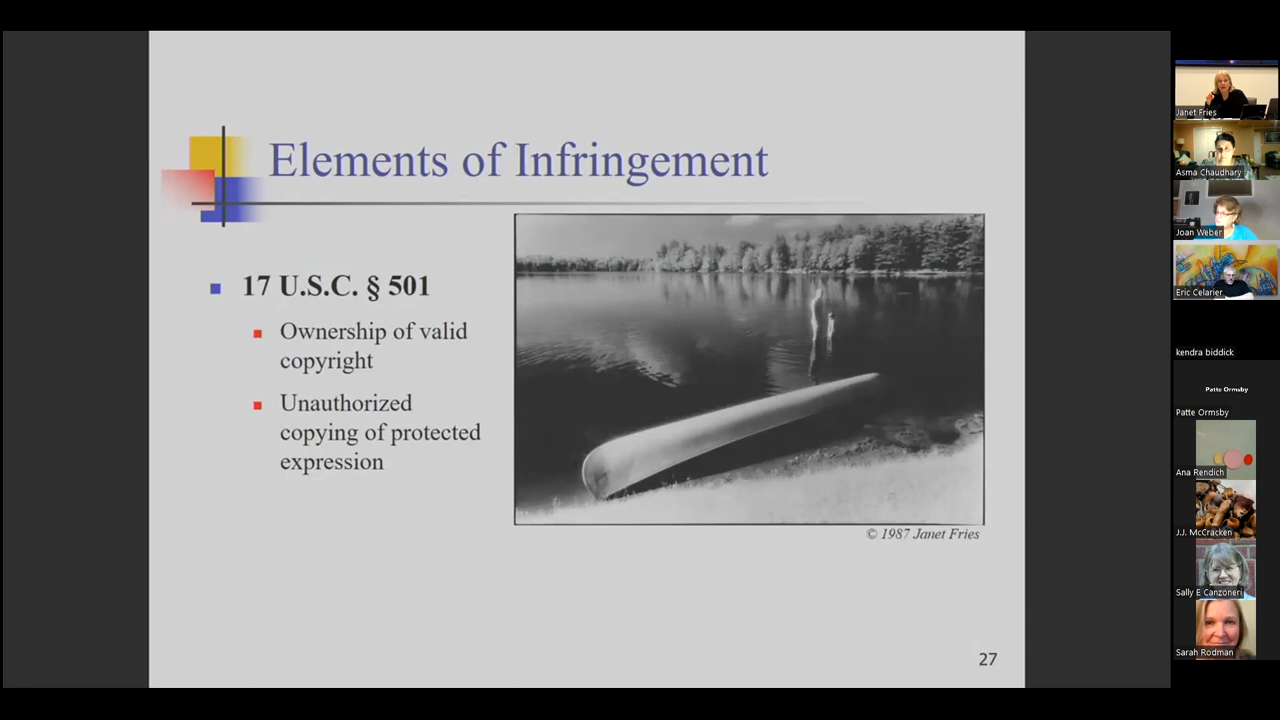 Elements of Infringement
17 U.S.C. § 501
Ownership of valid
copyright
Unauthorized
copying of protected
expression
© 1987 Janet Fries
27
Janet Fries
Asma Chaudhary
Joan Weber
Eric Celarier
kendra biddick
Patte Ormsby
Patte Ormsby
Ana Rendich
J.J. McCracken
Sally E Canzoneri
Sarah Rodman